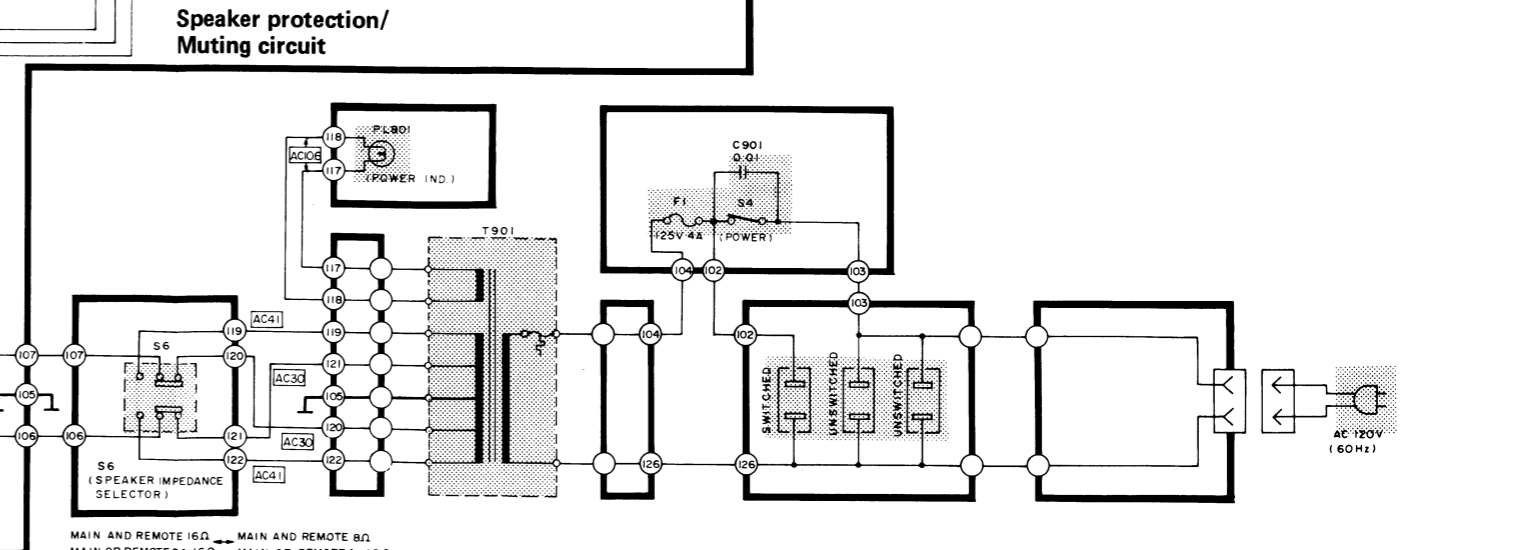 Speaker protection/
Muting circuit
118
PL901
AC106
117
(POWER IND.)
C901
0.01
F1
S4
125V 4A
(POWER)
104
102
103
T901
117
118
119
AC41
119
103
104
102
107
107
S6
120
121
AC30
SWITCHED
UNSWITCHED
UNSWITCHED
105
105
120
106
106
121
AC30
AC 120V
(60Hz)
122
AC41
122
126
126
S6
(SPEAKER IMPEDANCE
SELECTOR)
MAIN AND REMOTE 16Ω ↔ MAIN AND REMOTE 8Ω